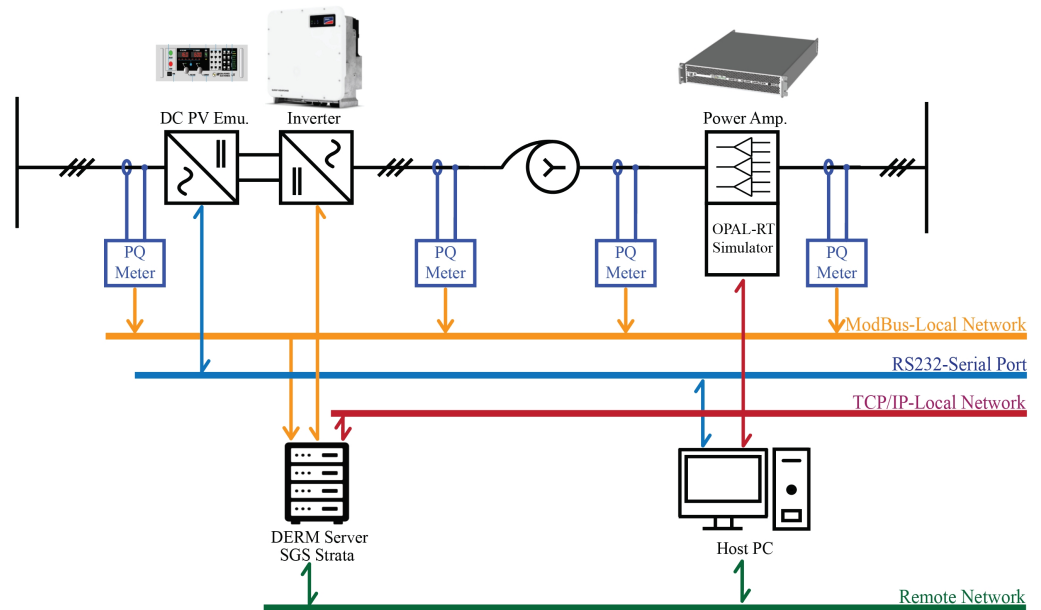 DC PV Emu.
Inverter
Power Amp.
OPAL-RT
Simulator
PQ
Meter
PQ
Meter
PQ
Meter
PQ
Meter
ModBus-Local Network
RS232-Serial Port
TCP/IP-Local Network
DERM Server
SGS Strata
Host PC
Remote Network